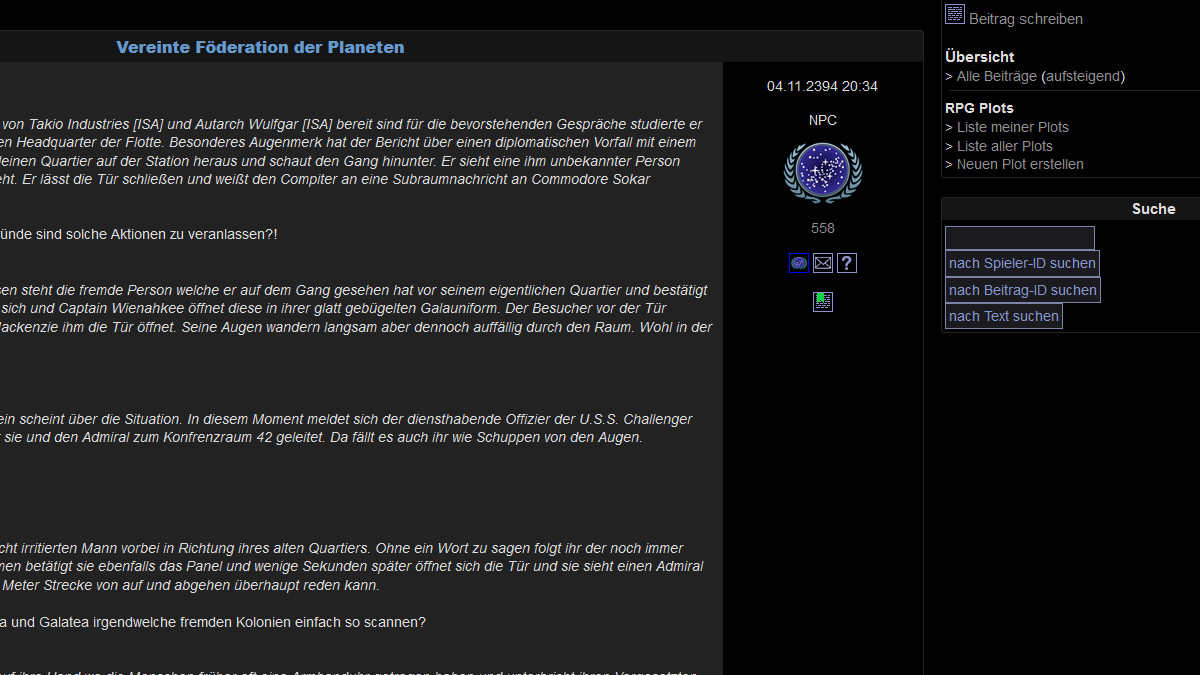 Vereinte Föderation der Planeten
von Takio Industries [ISA] und Autarch Wulfgar [ISA] bereit sind für die bevorstehenden Gespräche studierte er
en Headquarter der Flotte. Besonderes Augenmerk hat der Bericht über einen diplomatischen Vorfall mit einem
leinen Quartier auf der Station heraus und schaut den Gang hinunter. Er sieht eine ihm unbekannter Person
eht. Er lässt die Tür schließen und weißt den Compiter an eine Subraumnachricht an Commodore Sokar
ünde sind solche Aktionen zu veranlassen?!
sen steht die fremde Person welche er auf dem Gang gesehen hat vor seinem eigentlichen Quartier und bestätigt
sich und Captain Wienahkee öffnet diese in ihrer glatt gebügelten Galauniform. Der Besucher vor der Tür
Mackenzie ihm die Tür öffnet. Seine Augen wandern langsam aber dennoch auffällig durch den Raum. Wohl in der
ein scheint über die Situation. In diesem Moment meldet sich der diensthabende Offizier der U.S.S. Challenger
sie und den Admiral zum Konfrenzraum 42 geleitet. Da fällt es auch ihr wie Schuppen von den Augen.
cht irritierten Mann vorbei in Richtung ihres alten Quartiers. Ohne ein Wort zu sagen folgt ihr der noch immer
men betätigt sie ebenfalls das Panel und wenige Sekunden später öffnet sich die Tür und sie sieht einen Admiral
Meter Strecke von auf und abgehen überhaupt reden kann.
a und Galatea irgendwelche fremden Kolonien einfach so scannen?
04.11.2394 20:34
NPC
558
?
Beitrag schreiben
Übersicht
> Alle Beiträge (aufsteigend)
RPG Plots
> Liste meiner Plots
> Liste aller Plots
> Neuen Plot erstellen
Suche
nach Spieler-ID suchen
nach Beitrag-ID suchen
nach Text suchen